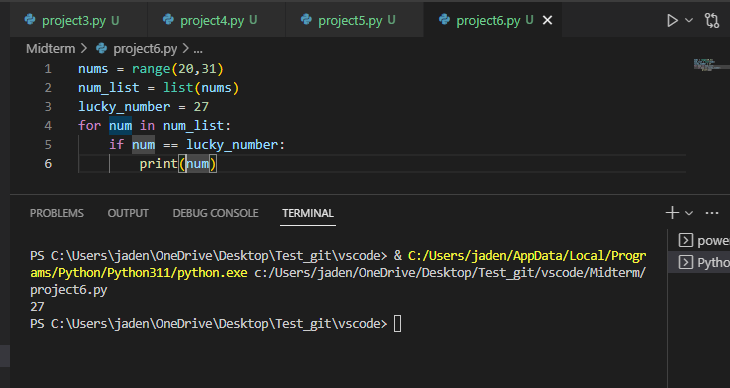 project3.py U project4.py U project5.py U project6.py U
Midterm > project6.py > ...
1 nums = range(20,31)
2 num_list = list(nums)
3 lucky_number = 27
4 for num in num_list:
5 if num == lucky_number:
6 print(num)
PROBLEMS OUTPUT DEBUG CONSOLE TERMINAL
PS C:\Users\jaden\OneDrive\Desktop\Test_git\vscode> & C:/Users/jaden/AppData/Local/Progr
ams/Python/Python311/python.exe c:/Users/jaden/OneDrive/Desktop/Test_git/vscode/Midterm/
project6.py
27
PS C:\Users\jaden\OneDrive\Desktop\Test_git\vscode>
power
Pytho